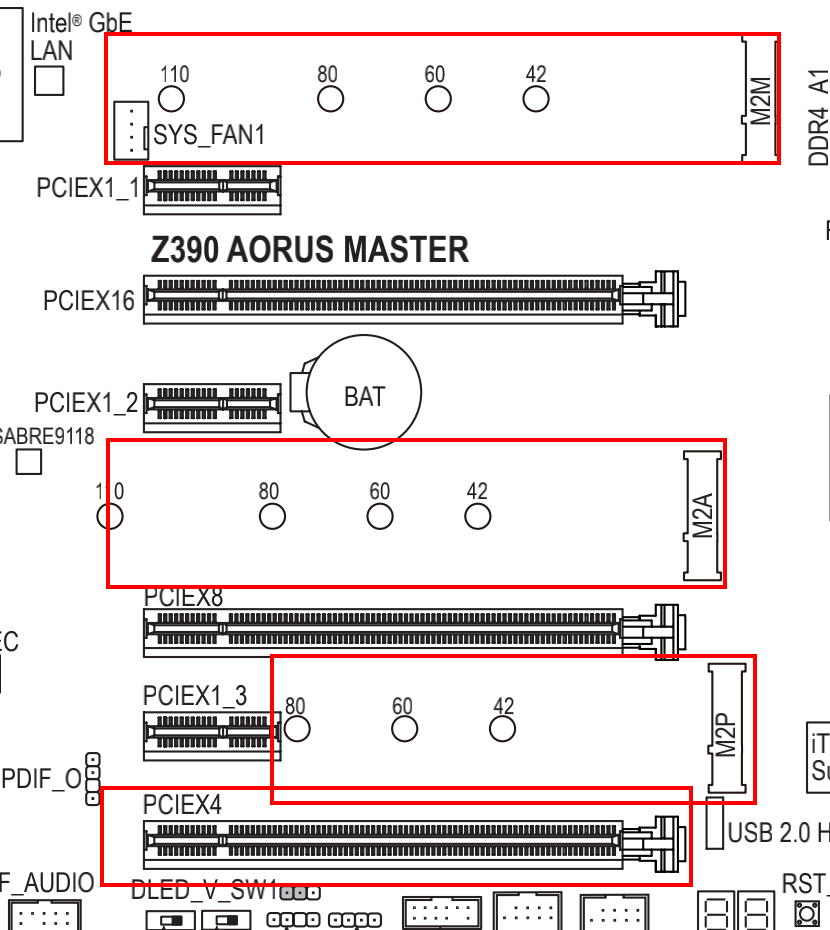 Intel® GbE
LAN
110
80
60
42
M2M
DDR4_A1
SYS_FAN1
PCIEX1_1
Z390 AORUS MASTER
PCIEX16
BAT
PCIEX1_2
SABRE9118
110
80
60
42
M2A
PCIEX8
EC
PCIEX1_3
80
60
42
M2P
iT
Su
PDIF_O
PCIEX4
USB 2.0 H
F_AUDIO
DLED_V_SW1
RST_